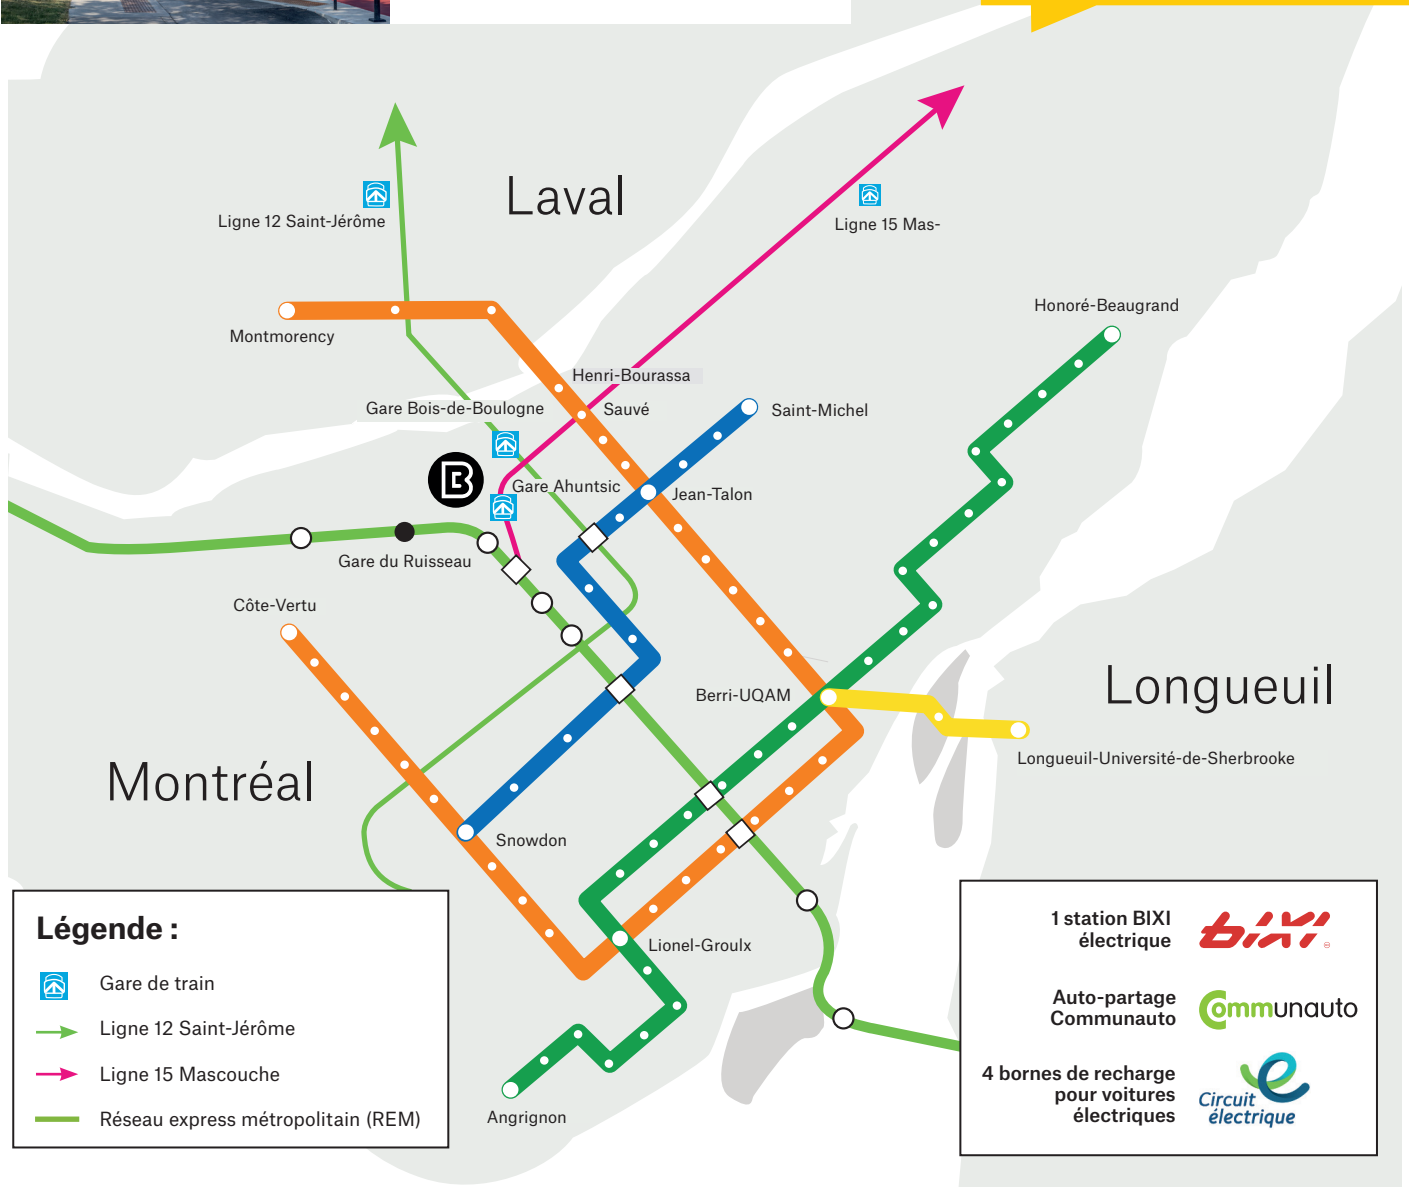 Laval
Ligne 12 Saint-Jérôme
Ligne 15 Mas-
Honoré-Beaugrand
Montmorency
Henri-Bourassa
Gare Bois-de-Boulogne
Sauvé
Saint-Michel
B
Gare Ahuntsic
Jean-Talon
Gare du Ruisseau
Côte-Vertu
Berri-UQAM
Longueuil
Longueuil-Université-de-Sherbrooke
Montréal
Snowdon
Lionel-Groulx
Angrignon
Légende :
Gare de train
Ligne 12 Saint-Jérôme
Ligne 15 Mascouche
Réseau express métropolitain (REM)
1 station BIXI
électrique
bixi
Auto-partage
Communauto
Communauto
4 bornes de recharge
pour voitures
électriques
Circuit
électrique